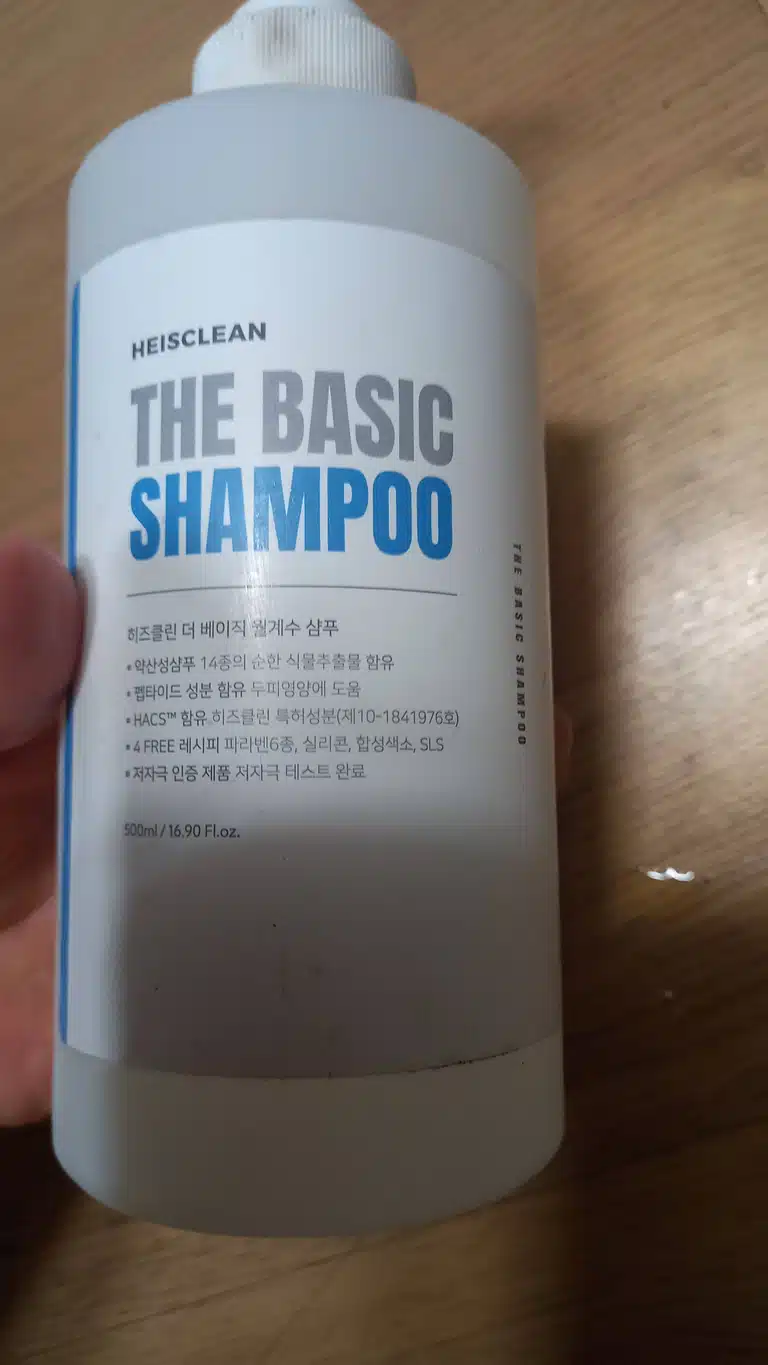 HEISCLEAN
THE BASIC
SHAMPOO
히즈클린 더 베이직 월계수 샴푸
• 약산성샴푸 14종의 순한 식물추출물 함유
• 펩타이드 성분 함유 두피영양에 도움
• HACS™ 함유 히즈클린 특허성분(제10-1841976호)
• 4 FREE 레시피 파라벤6종, 실리콘, 합성색소, SLS
• 저자극 인증 제품 저자극 테스트 완료
500ml / 16.90 Fl.oz.
THE BASIC SHAMPOO